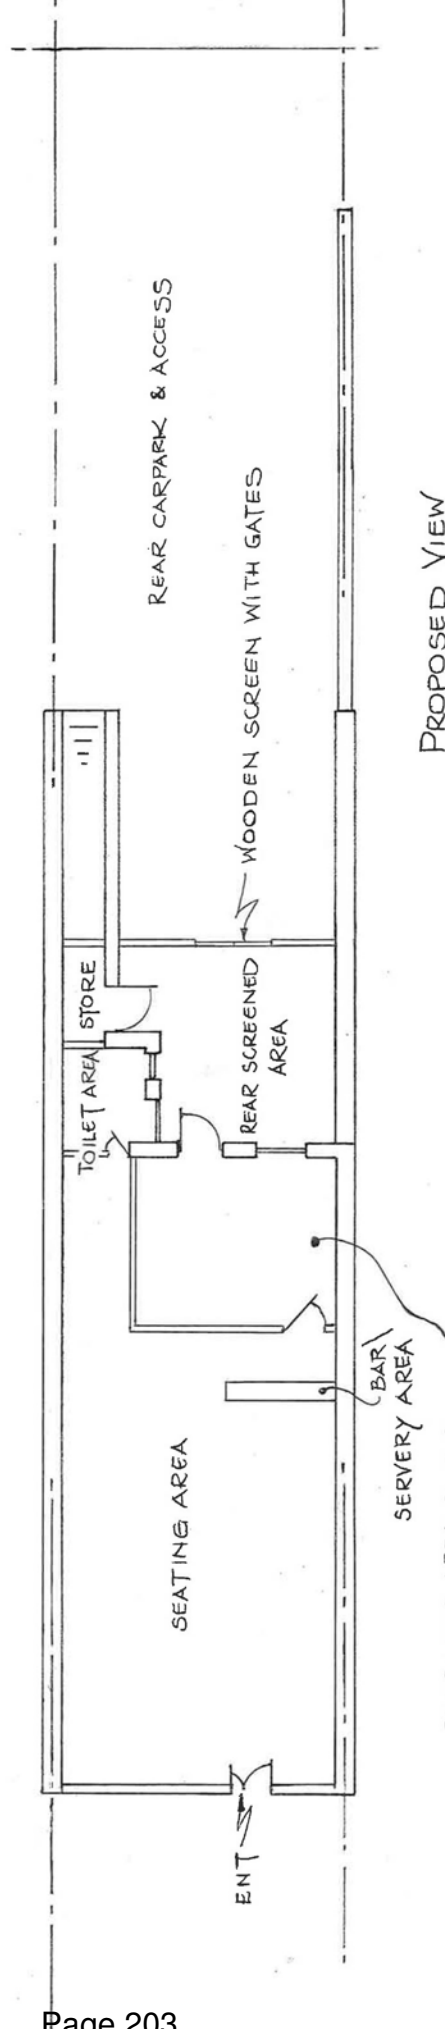 REAR CARPARK & ACCESS
WOODEN SCREEN WITH GATES
PROPOSED VIEW
STORE
TOILET AREA
REAR SCREENED
AREA
BAR\
SERVERY AREA
SEATING AREA
ENT
Page 203